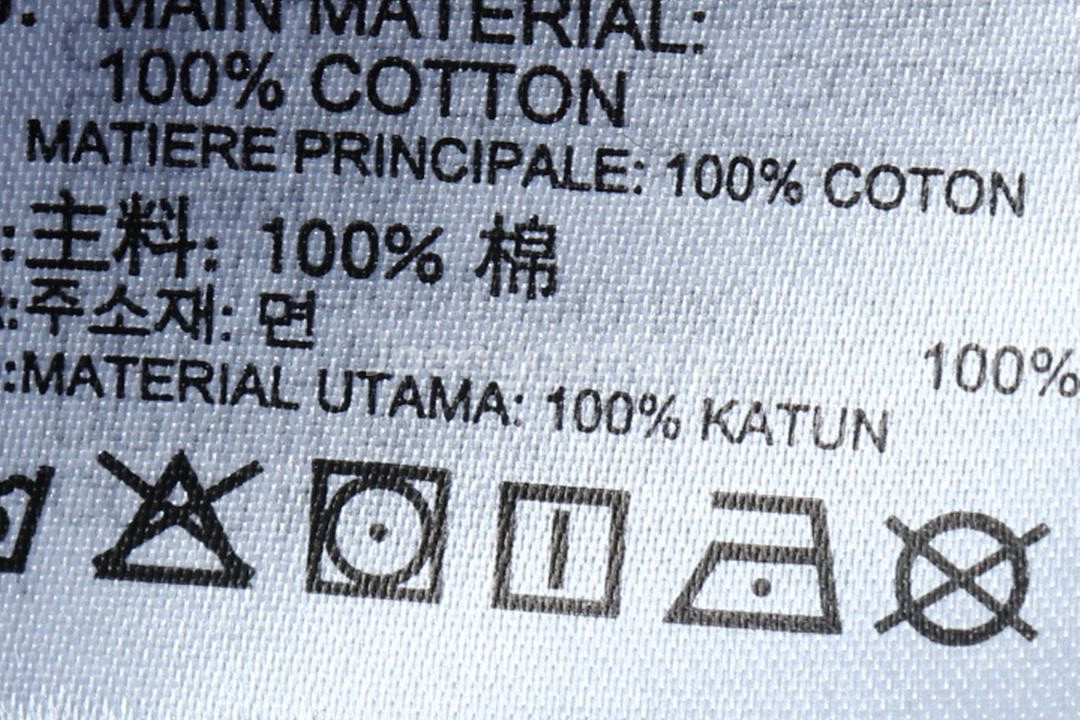 MAIN MATERIAL:
100% COTTON
MATIERE PRINCIPALE: 100% COTON
:主料: 100% 棉
:주소재: 면 100%
:MATERIAL UTAMA: 100% KATUN